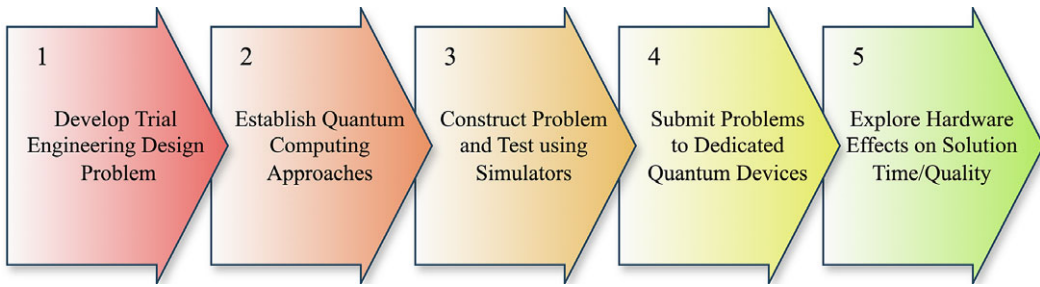 1
Develop Trial
Engineering Design
Problem
2
Establish Quantum
Computing
Approaches
3
Construct Problem
and Test using
Simulators
4
Submit Problems
to Dedicated
Quantum Devices
5
Explore Hardware
Effects on Solution
Time/Quality